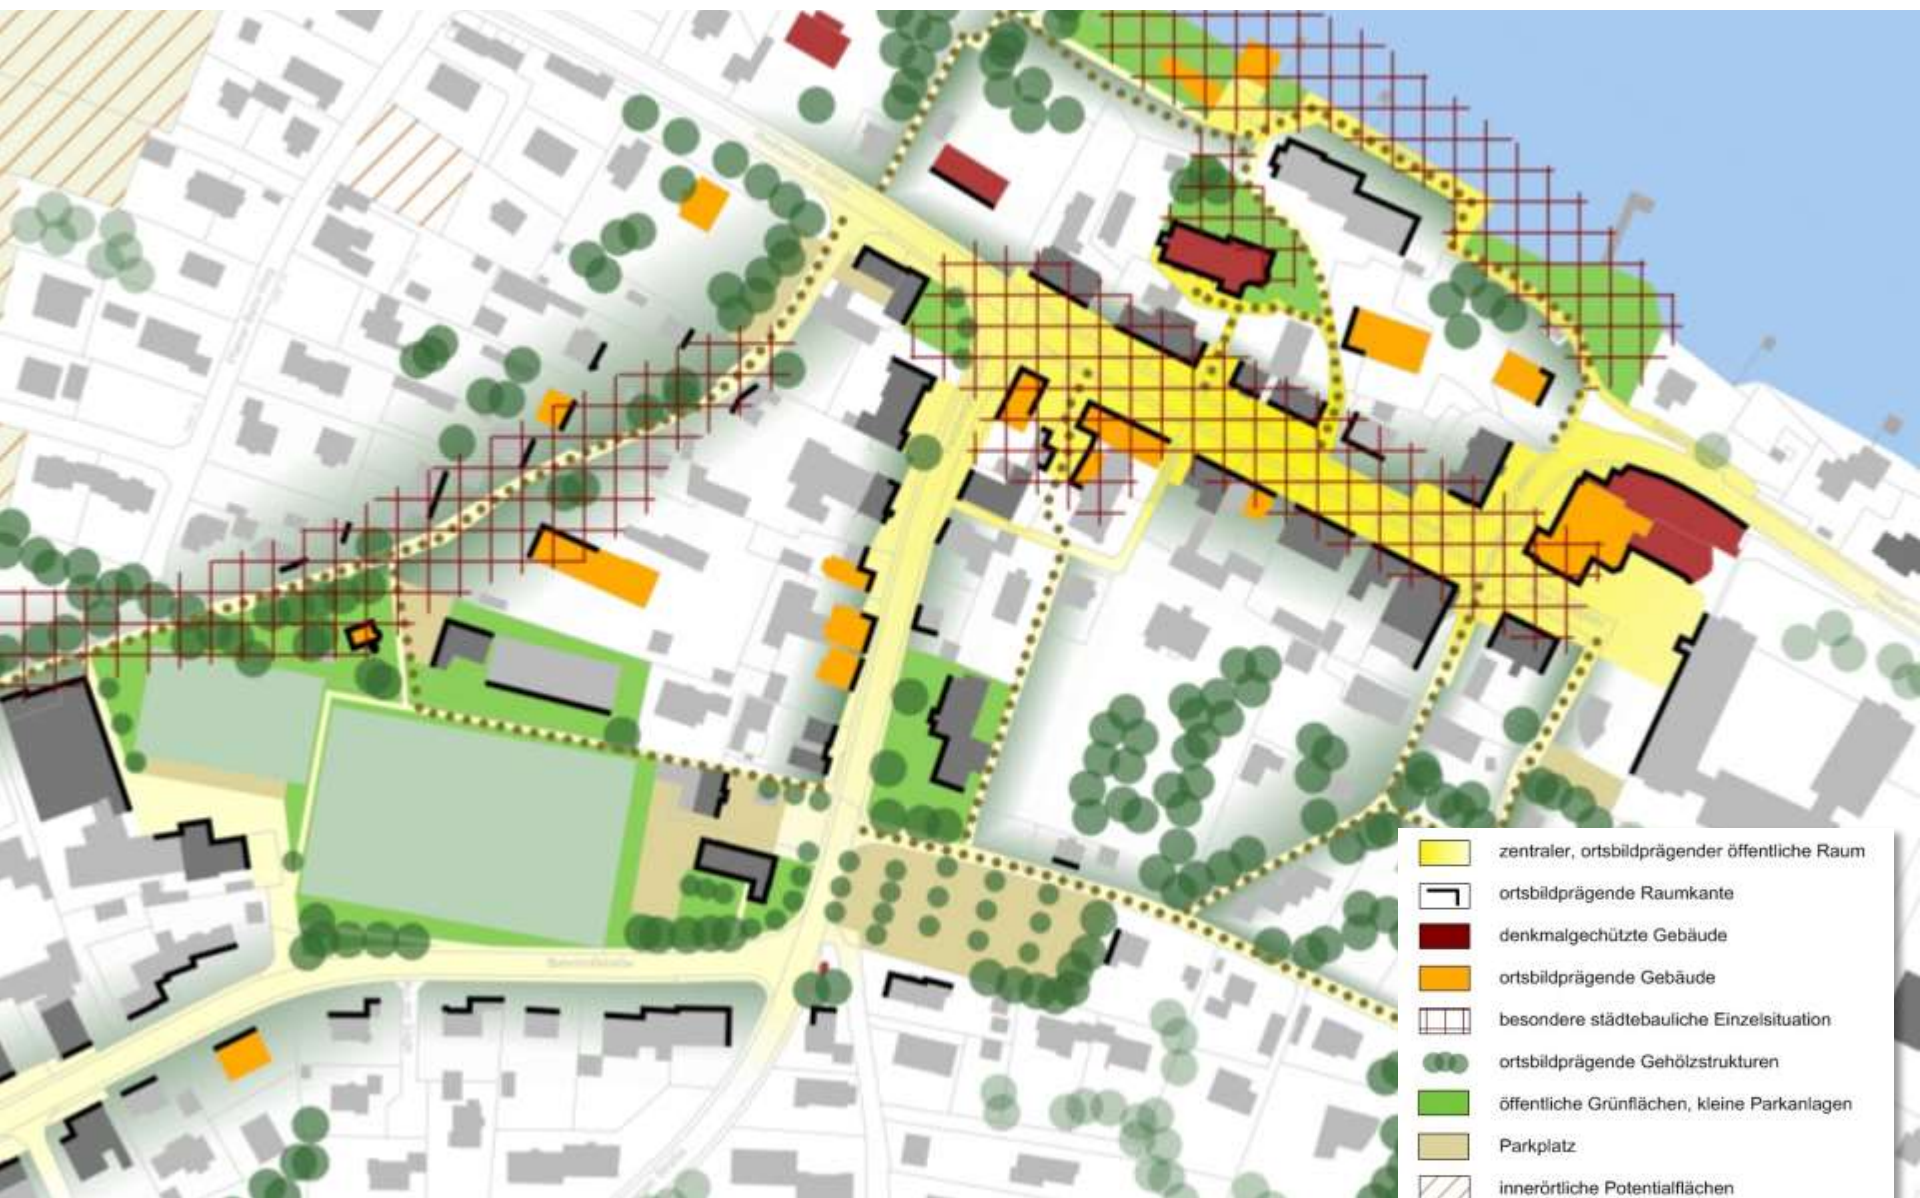 zentraler, ortsbildprägender öffentliche Raum
ortsbildprägende Raumkante
denkmalgechützte Gebäude
ortsbildprägende Gebäude
besondere städtebauliche Einzelsituation
ortsbildprägende Gehölzstrukturen
öffentliche Grünflächen, kleine Parkanlagen
Parkplatz
innerörtliche Potentialflächen